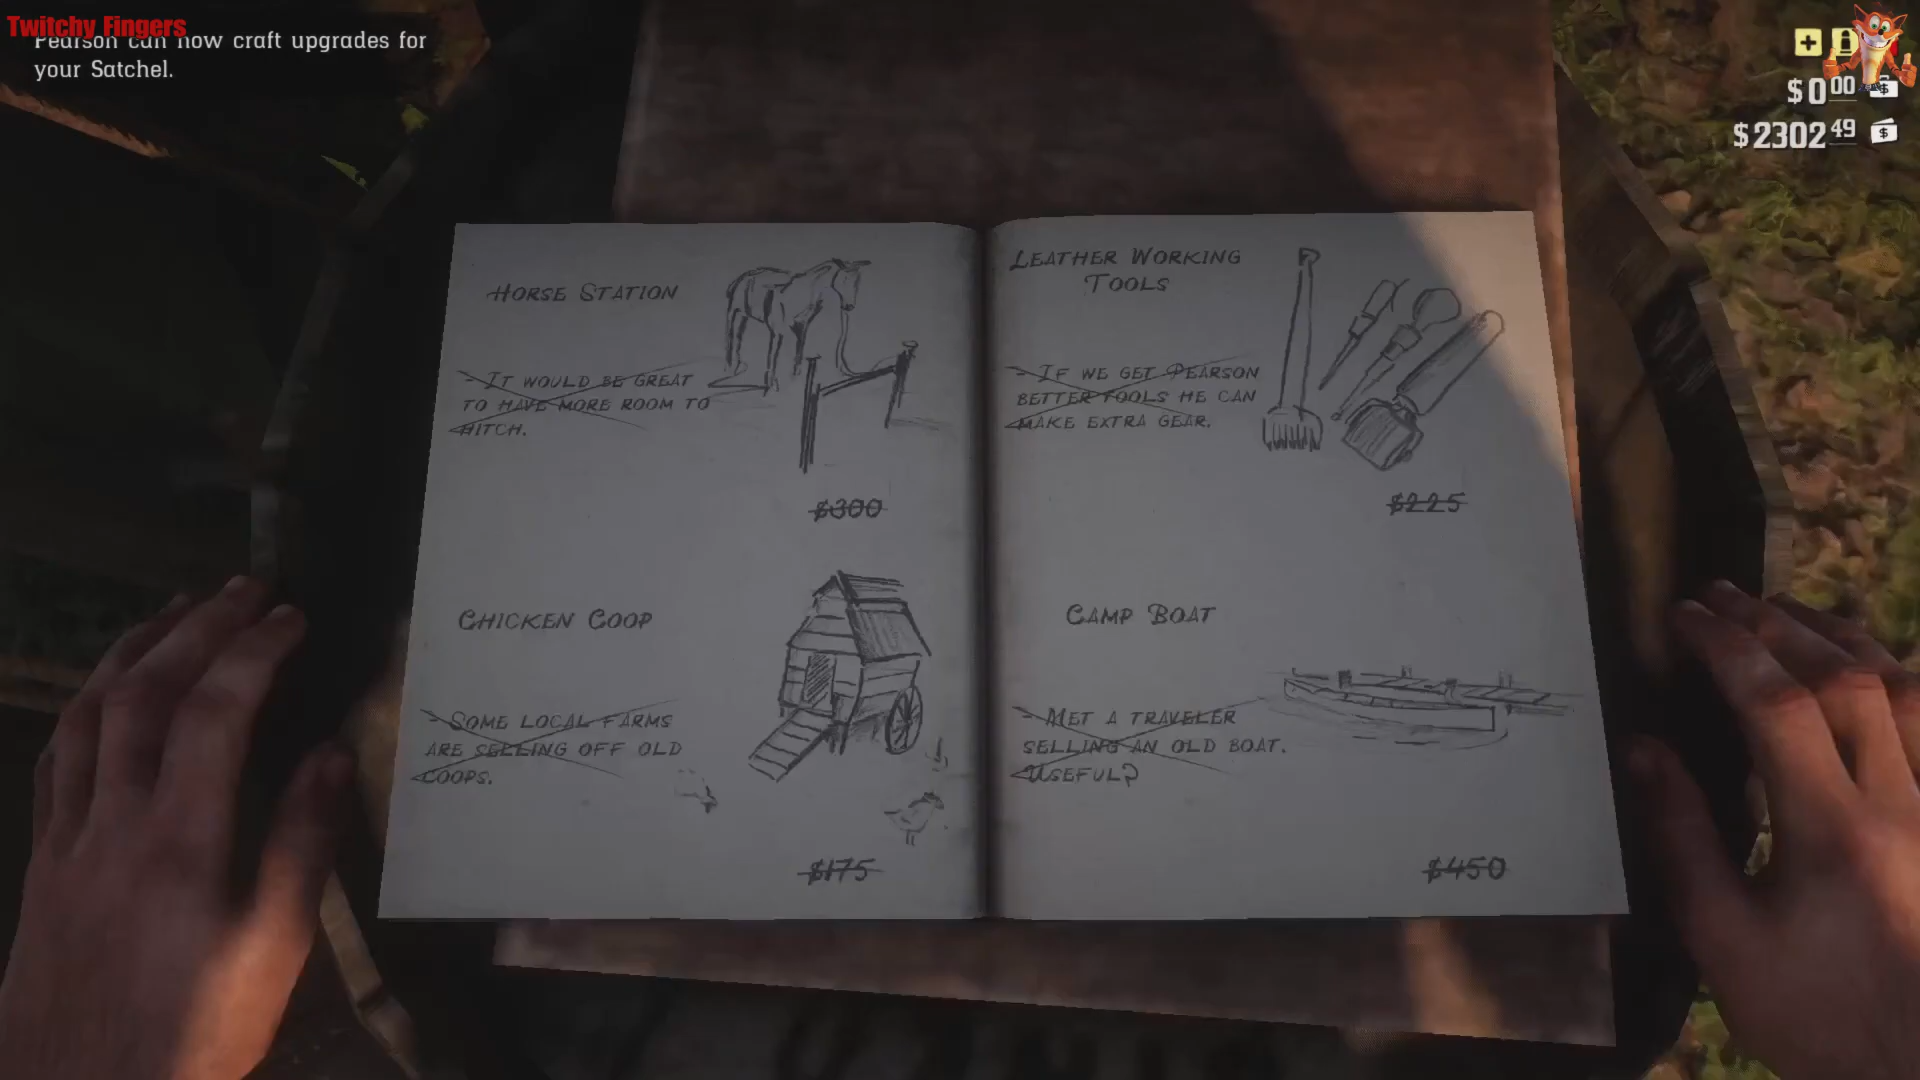 Twitchy Fingers
Pearson can now craft upgrades for
your Satchel.
$0 00
$2302 49
HORSE STATION
- IT WOULD BE GREAT
TO HAVE MORE ROOM TO
HITCH.
$300
CHICKEN COOP
- SOME LOCAL FARMS
ARE SELLING OFF OLD
COOPS.
$175
LEATHER WORKING
TOOLS
- IF WE GET PEARSON
BETTER TOOLS HE CAN
MAKE EXTRA GEAR.
$225
CAMP BOAT
- MET A TRAVELER
SELLING AN OLD BOAT.
USEFUL?
$450